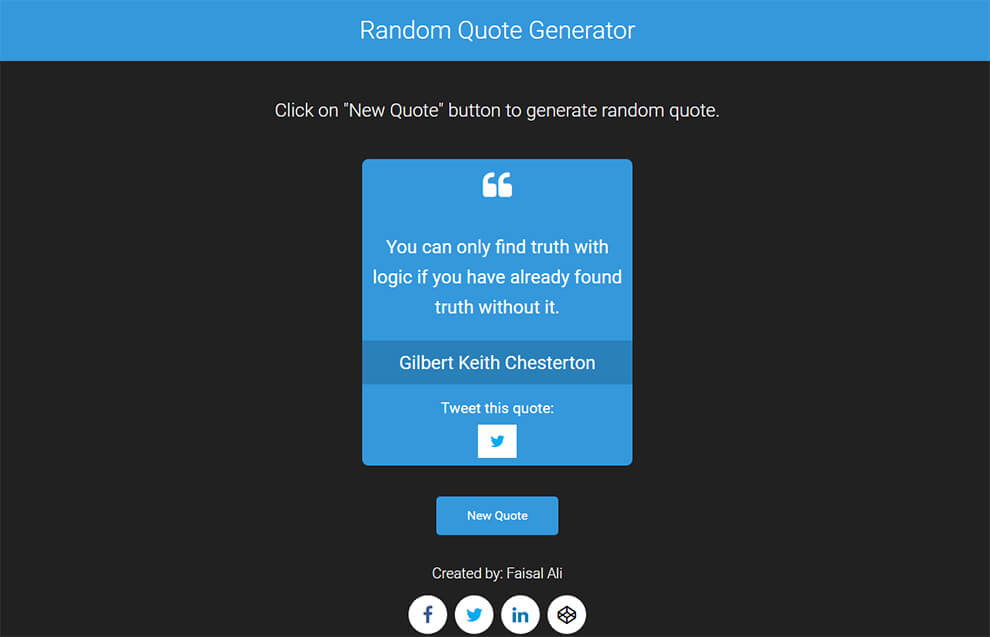 Random Quote Generator
Click on "New Quote" button to generate random quote.
You can only find truth with
logic if you have already found
truth without it.
Gilbert Keith Chesterton
Tweet this quote:
New Quote
Created by: Faisal Ali